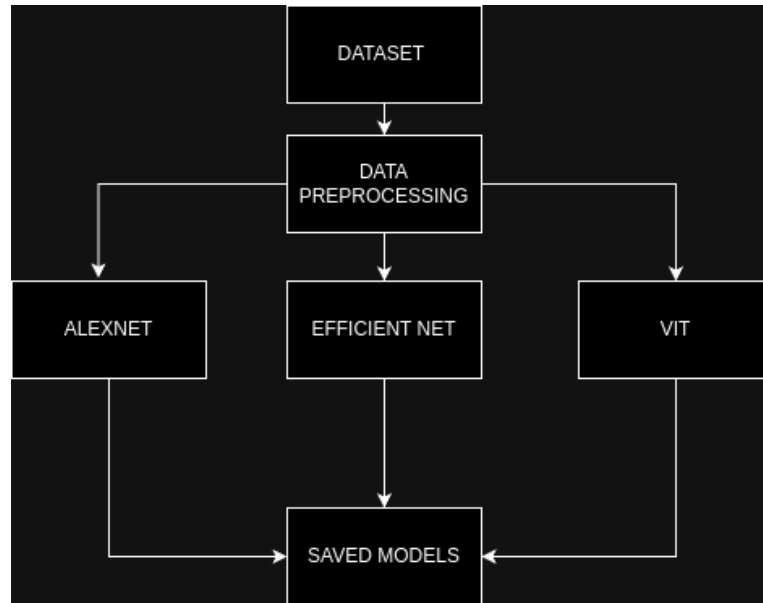 DATASET
DATA
PREPROCESSING
ALEXNET
EFFICIENT NET
VIT
SAVED MODELS